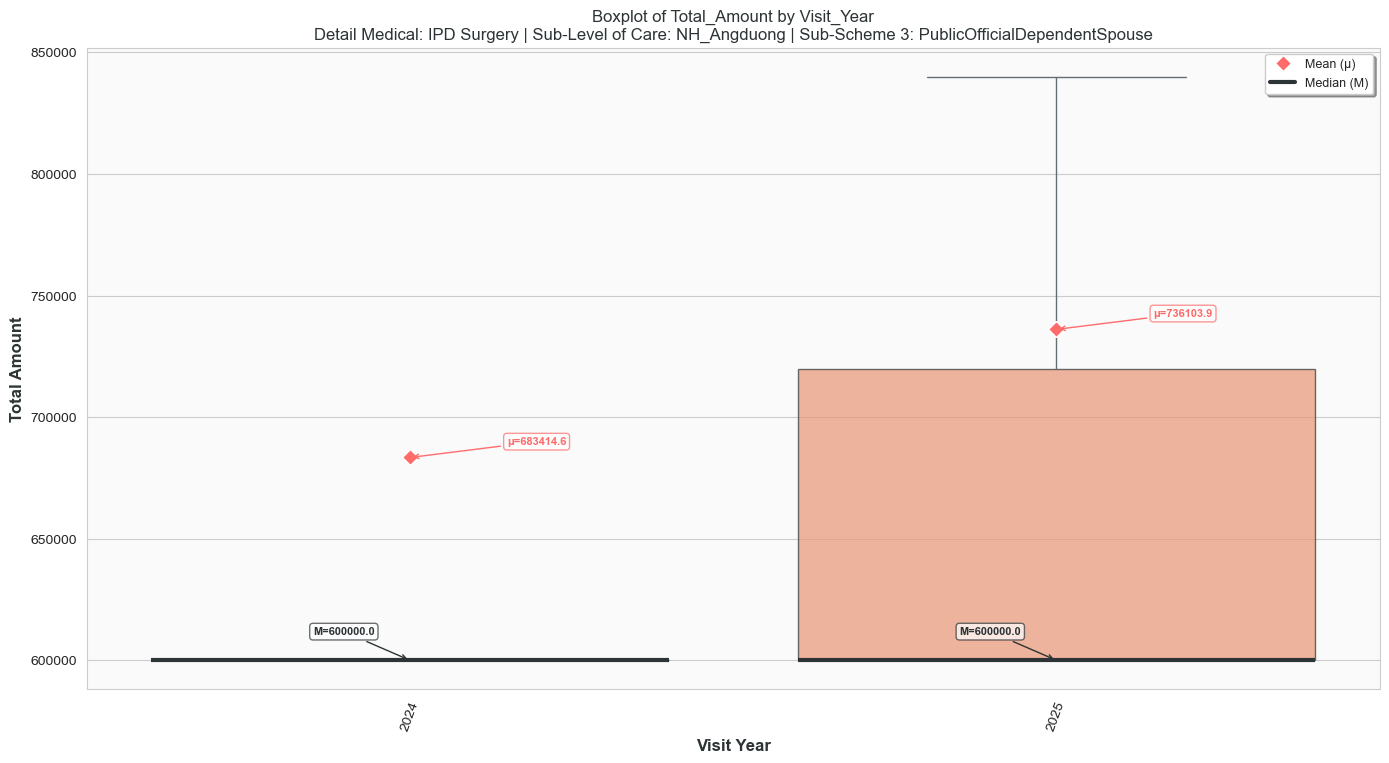 Boxplot of Total_Amount by Visit_Year
Detail Medical: IPD Surgery | Sub-Level of Care: NH_Angduong | Sub-Scheme 3: PublicOfficialDependentSpouse
Mean (μ)
Median (M)
Total Amount
850000
800000
750000
700000
650000
600000
μ=736103.9
μ=683414.6
M=600000.0
M=600000.0
2024
2025
Visit Year